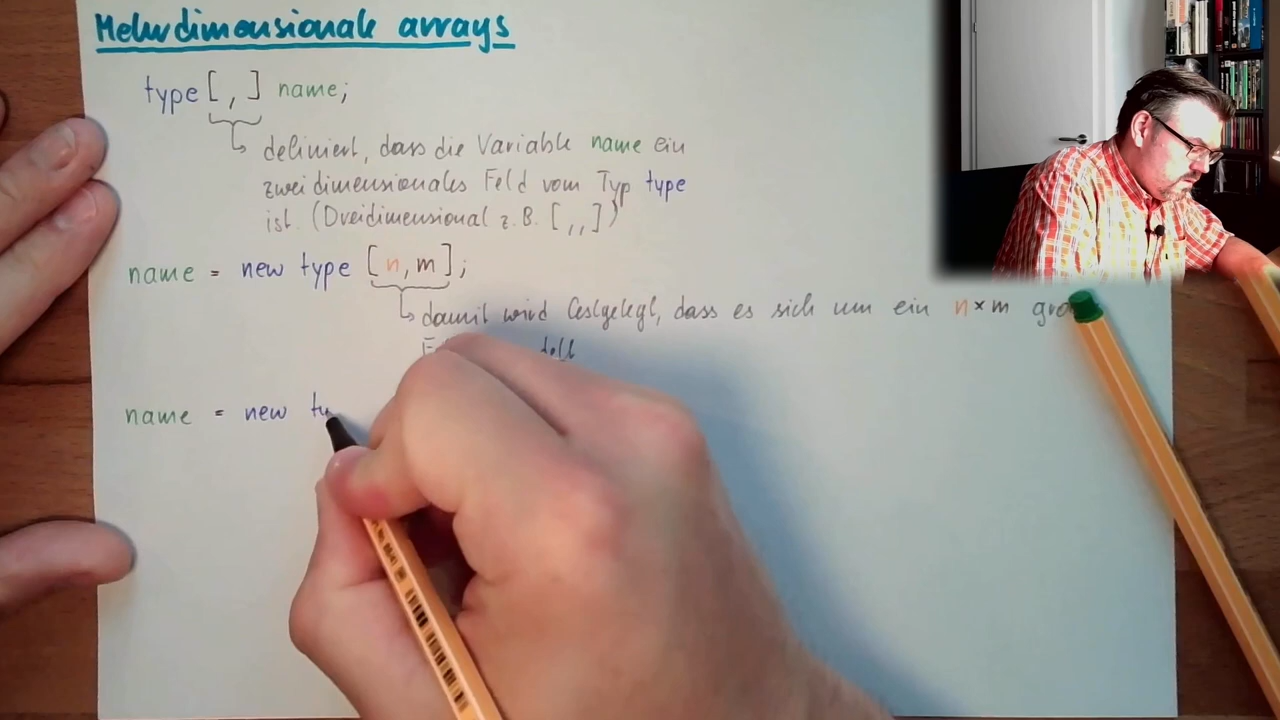 Mehrdimensionale arrays
type [ , ] name;
definiert, dass die Variable name ein
zweidimensionales Feld vom Typ type
ist. (Dreidimensional z.B. [ , , ])
name = new type [n,m];
damit wird festgelegt, dass es sich um ein n×m
name = new ty